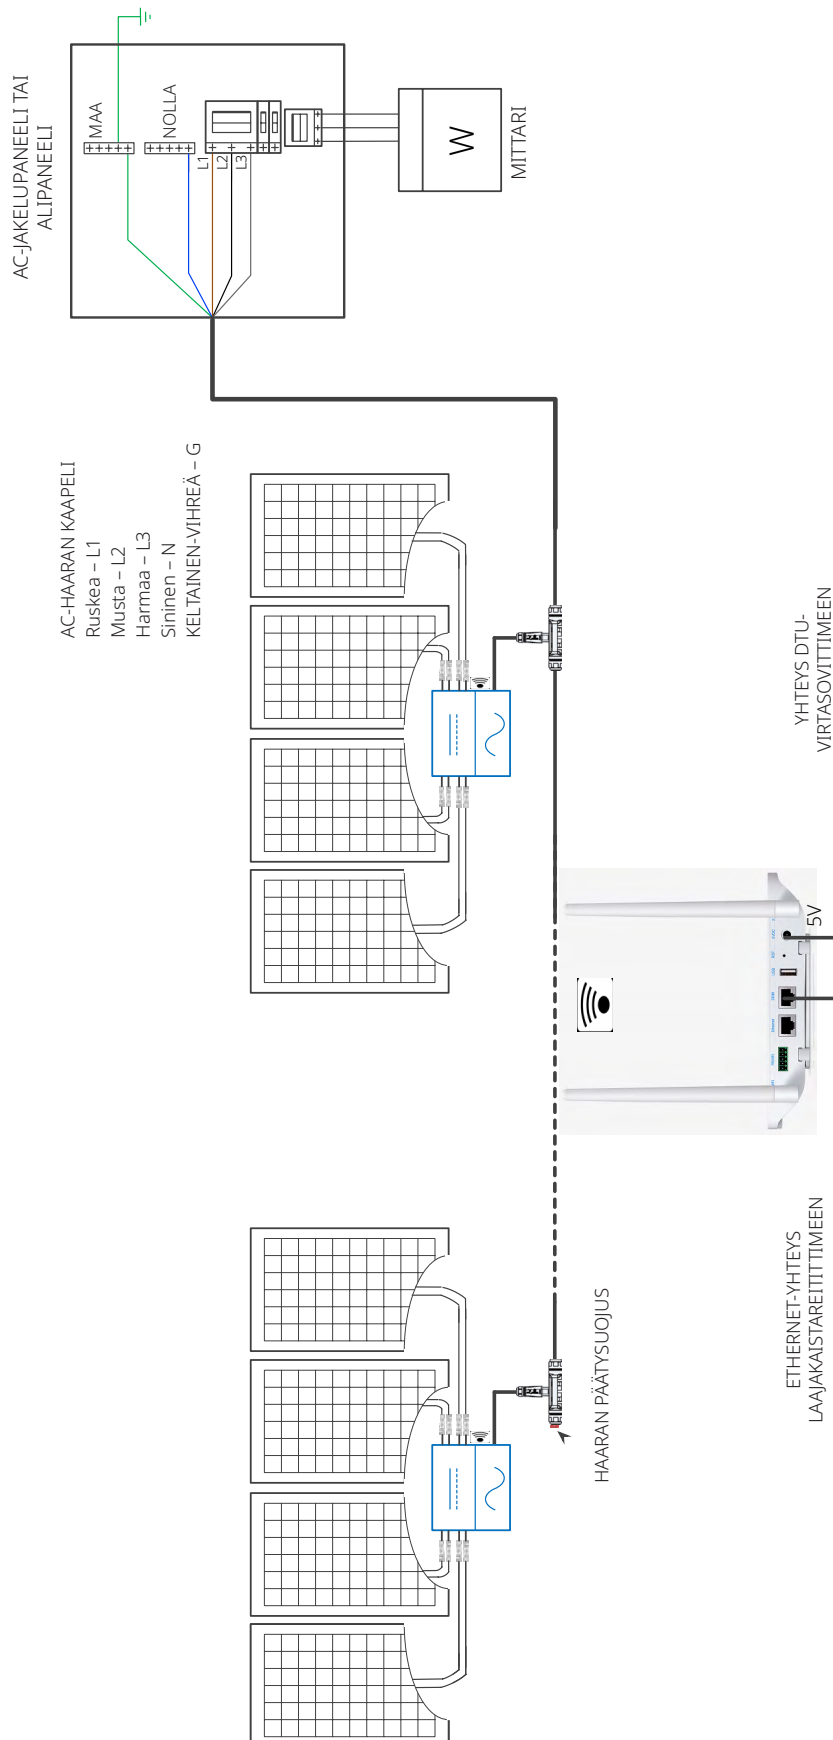 AC-JAKELUPANEELI TAI
ALIPANEELI
MAA
NOLLA
L1
L2
L3
W
MITTARI
AC-HAARAN KAAPELI
Ruskea – L1
Musta – L2
Harmaa – L3
Sininen – N
KELTAINEN-VIHREÄ – G
YHTEYS DTU-
VIRTASOVITTIMEEN
5V
ETHERNET-YHTEYS
LAAJAKAISTAREITITTIMEEN
HAARAN PÄÄTYSUOJUS